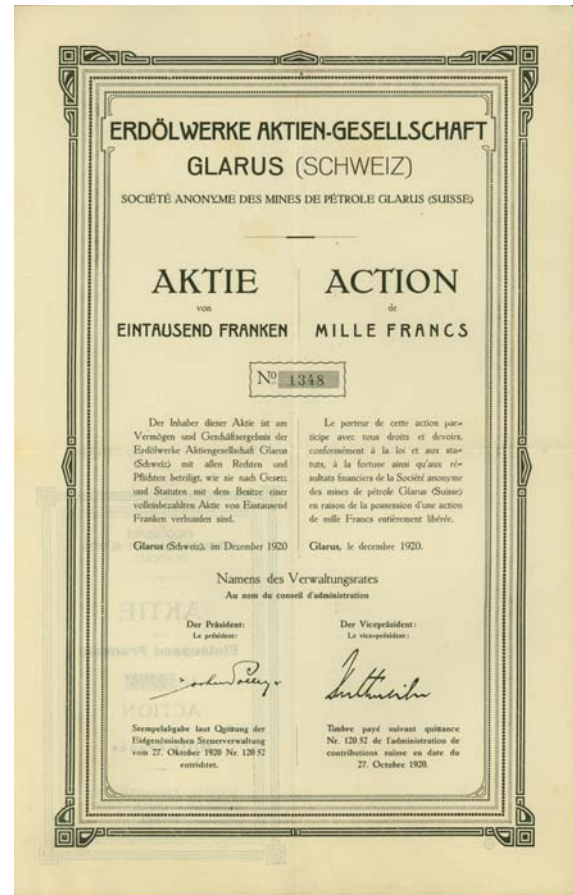 ERDÖLWERKE AKTIEN-GESELLSCHAFT
GLARUS (SCHWEIZ)
SOCIÉTÉ ANONYME DES MINES DE PÉTROLE GLARUS (SUISSE)
AKTIE
von
EINTAUSEND FRANKEN
ACTION
de
MILLE FRANCS
No 1348
Der Inhaber dieser Aktie ist am
Vermögen und Geschäftsergebnis der
Erdölwerke Aktiengesellschaft Glarus
(Schweiz) mit allen Rechten und
Pflichten beteiligt, wie sie nach Gesetz
und Statuten mit dem Besitze einer
volleinbezahlten Aktie von Eintausend
Franken verbunden sind.
Glarus (Schweiz), im Dezember 1920
Le porteur de cette action par-
ticipe avec tous droits et devoirs,
conformément à la loi et aux sta-
tuts, à la fortune ainsi qu'aux ré-
sultats financiers de la Société anonyme
des mines de pétrole Glarus (Suisse)
en raison de la possession d'une action
de mille Francs entièrement libérée.
Glarus, le decembre 1920.
Namens des Verwaltungsrates
Au nom du conseil d'administration
Der Präsident:
Le président:
Der Vicepräsident:
Le vice-président:
Stempelabgabe laut Quittung der
Eidgenössischen Steuerverwaltung
vom 27. Oktober 1920 Nr. 120 52
entrichtet.
Timbre payé suivant quittance
Nr. 120 52 de l'administration de
contributions suisse en date du
27. Octobre 1920.
AKTIE
Eintausend Franken
ACTION